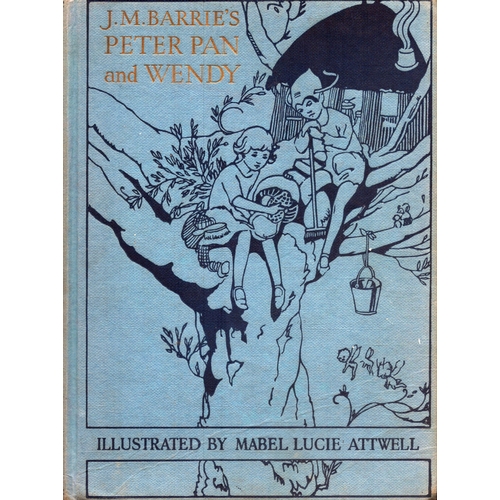 J.M.BARRIE'S
PETER PAN
and WENDY
ILLUSTRATED BY MABEL LUCIE ATTWELL